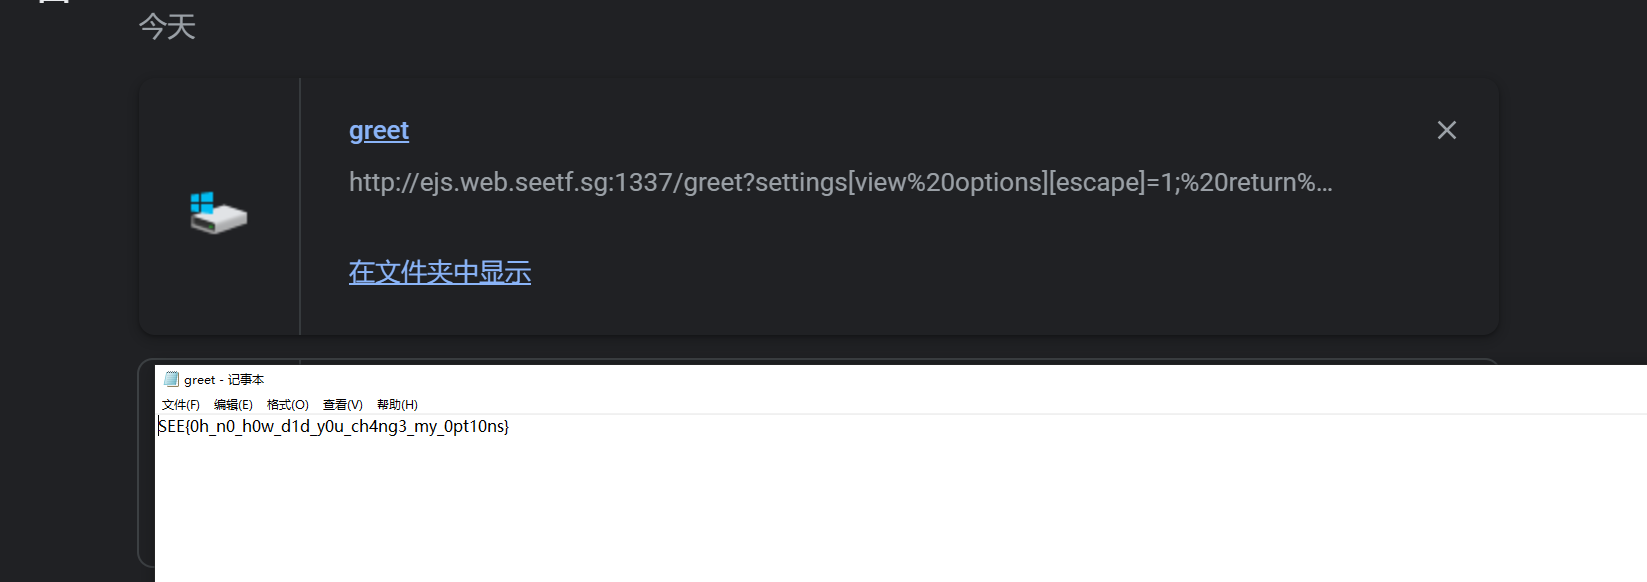 今天
greet
http://ejs.web.seetf.sg:1337/greet?settings[view%20options][escape]=1;%20return%...
在文件夹中显示
greet - 记事本
文件(F) 编辑(E) 格式(O) 查看(V) 帮助(H)
SEE{0h_n0_h0w_d1d_y0u_ch4ng3_my_0pt10ns}